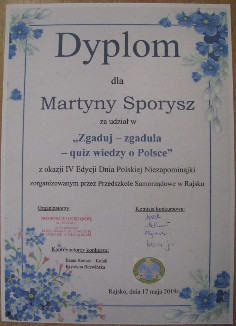 Dyplom
dla
Martyny Sporysz
za udział w
„Zgaduj – zgadula
– quiz wiedzy o Polsce”
z okazji IV Edycji Dnia Polskiej Niezapominajki
zorganizowanym przez Przedszkole Samorządowe w Rajsku
Organizatorzy:
Komisja konkursowa:
Koordynatorzy konkursu:
Rajsko, dnia 17 maja 2019r.